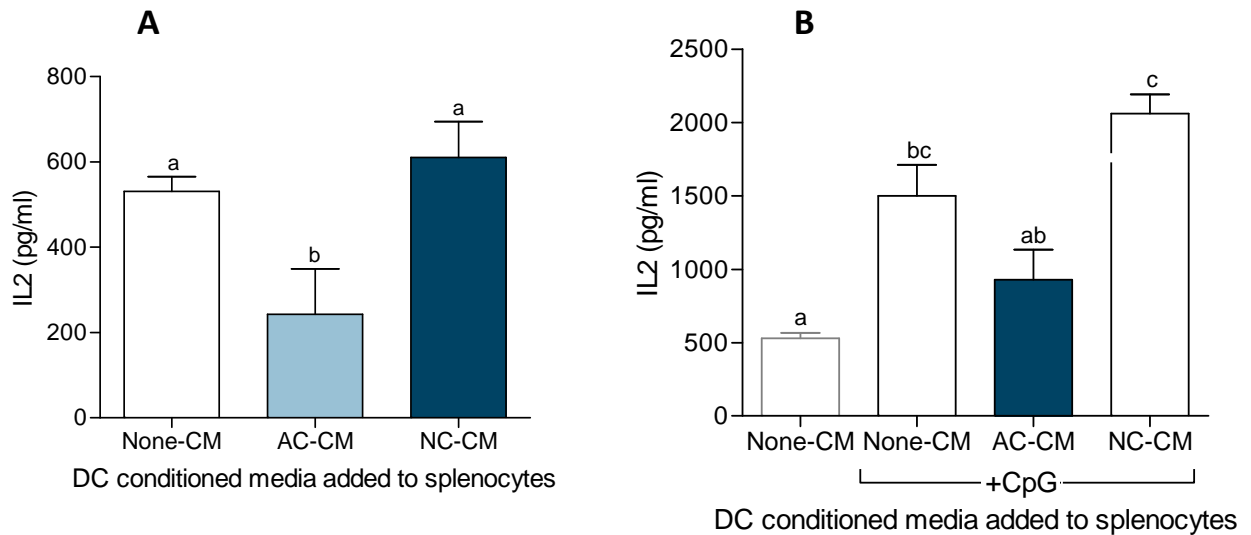 A
IL2 (pg/ml)
800
600
400
200
0
a
b
a
None-CM
AC-CM
NC-CM
DC conditioned media added to splenocytes
B
IL2 (pg/ml)
2500
2000
1500
1000
500
0
a
bc
ab
c
None-CM
None-CM
AC-CM
NC-CM
+CpG
DC conditioned media added to splenocytes